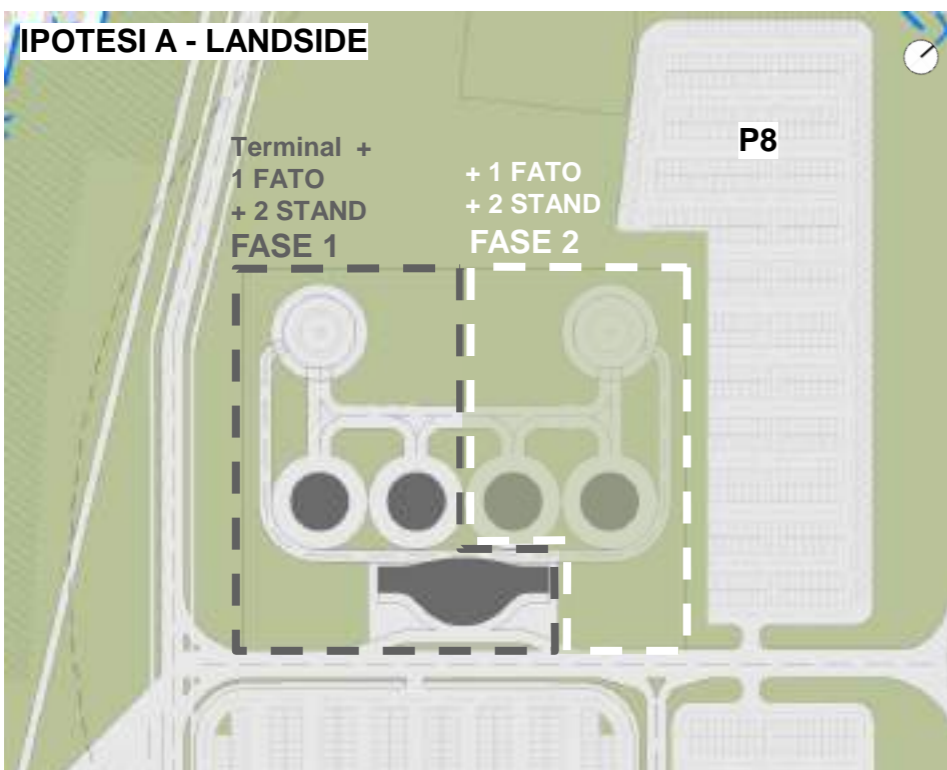 IPOTESI A - LANDSIDE
P8
Terminal +
1 FATO
+ 2 STAND
FASE 1
+ 1 FATO
+ 2 STAND
FASE 2